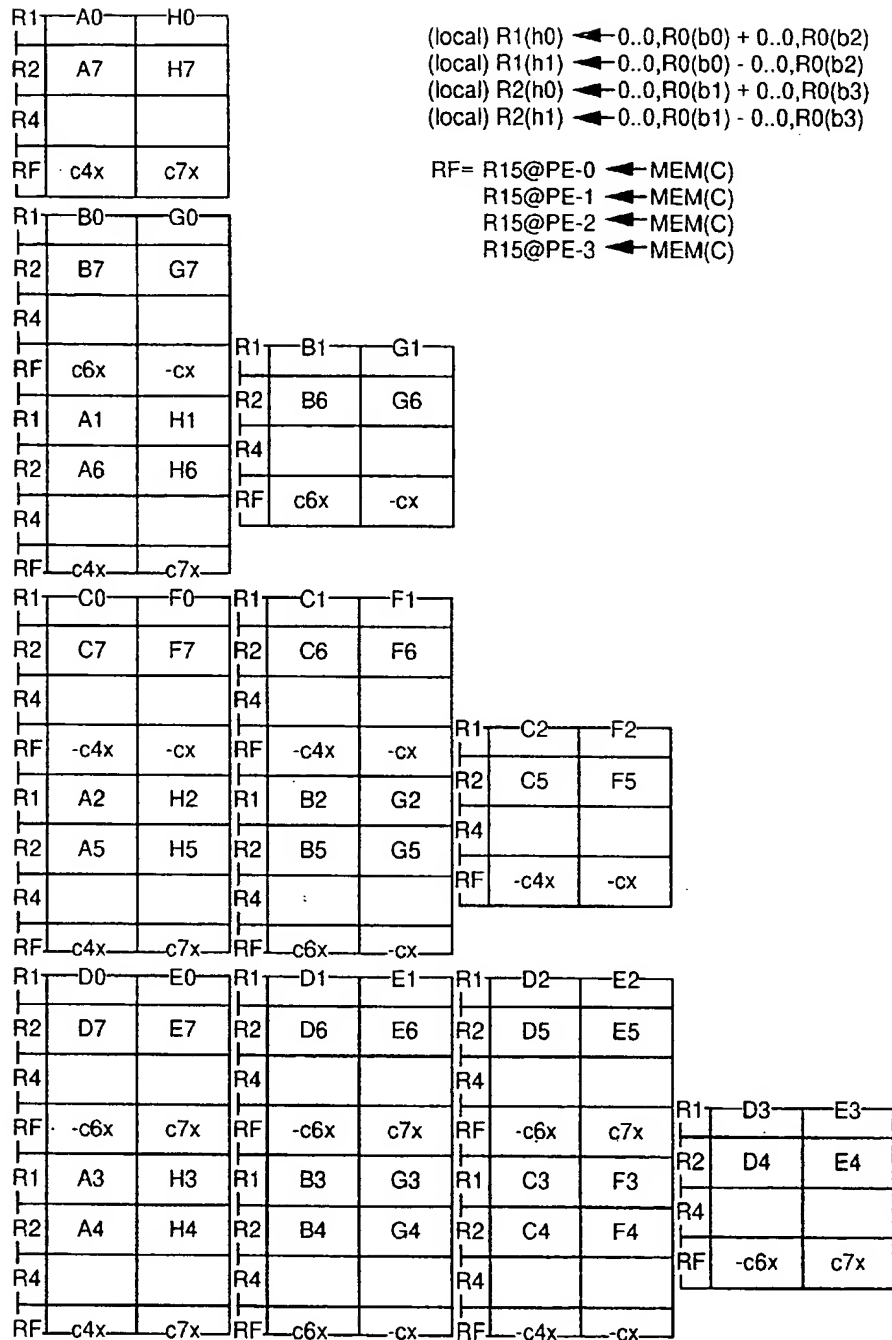 R1 A0 H0
R2 A7 H7
R4
RF c4x c7x
(local) R1(h0) ← 0..0,R0(b0) + 0..0,R0(b2)
(local) R1(h1) ← 0..0,R0(b0) - 0..0,R0(b2)
(local) R2(h0) ← 0..0,R0(b1) + 0..0,R0(b3)
(local) R2(h1) ← 0..0,R0(b1) - 0..0,R0(b3)
RF= R15@PE-0 ← MEM(C)
R15@PE-1 ← MEM(C)
R15@PE-2 ← MEM(C)
R15@PE-3 ← MEM(C)
R1 B0 G0
R2 B7 G7
R4
RF c6x -cx
R1 A1 H1
R2 A6 H6
R4
RF c4x c7x
R1 B1 G1
R2 B6 G6
R4
RF c6x -cx
R1 C0 F0
R2 C7 F7
R4
RF -c4x -cx
R1 A2 H2
R2 A5 H5
R4
RF c4x c7x
R1 C1 F1
R2 C6 F6
R4
RF -c4x -cx
R1 B2 G2
R2 B5 G5
R4
RF c6x -cx
R1 C2 F2
R2 C5 F5
R4
RF -c4x -cx
R1 D0 E0
R2 D7 E7
R4
RF -c6x c7x
R1 A3 H3
R2 A4 H4
R4
RF c4x c7x
R1 D1 E1
R2 D6 E6
R4
RF -c6x c7x
R1 B3 G3
R2 B4 G4
R4
RF c6x -cx
R1 D2 E2
R2 D5 E5
R4
RF -c6x c7x
R1 C3 F3
R2 C4 F4
R4
RF -c4x -cx
R1 D3 E3
R2 D4 E4
R4
RF -c6x c7x